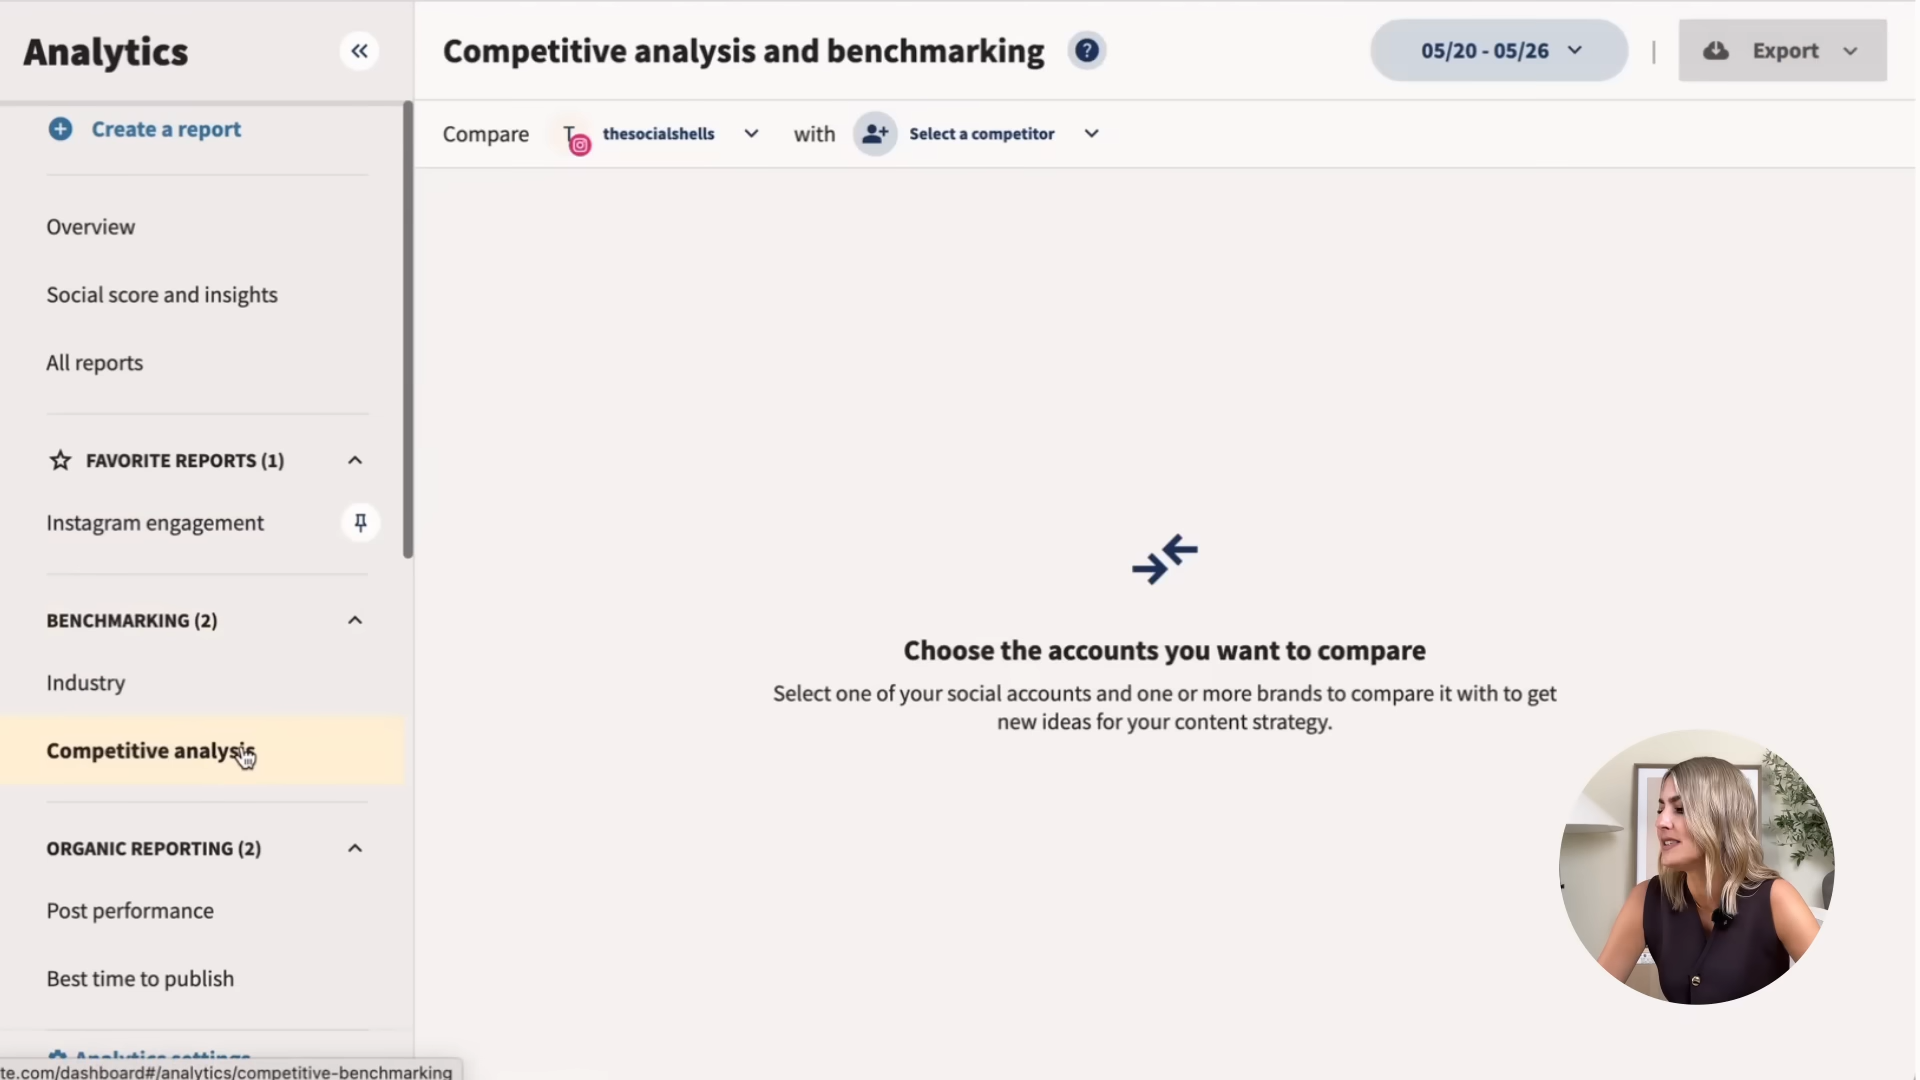 Analytics
Create a report
Overview
Social score and insights
All reports
FAVORITE REPORTS (1)
Instagram engagement
BENCHMARKING (2)
Industry
Competitive analysis
ORGANIC REPORTING (2)
Post performance
Best time to publish
Analytics settings
te.com/dashboard#/analytics/competitive-benchmarking
Competitive analysis and benchmarking ?
05/20 - 05/26 | Export
Compare T thesocialshells with Select a competitor
Choose the accounts you want to compare
Select one of your social accounts and one or more brands to compare it with to get
new ideas for your content strategy.